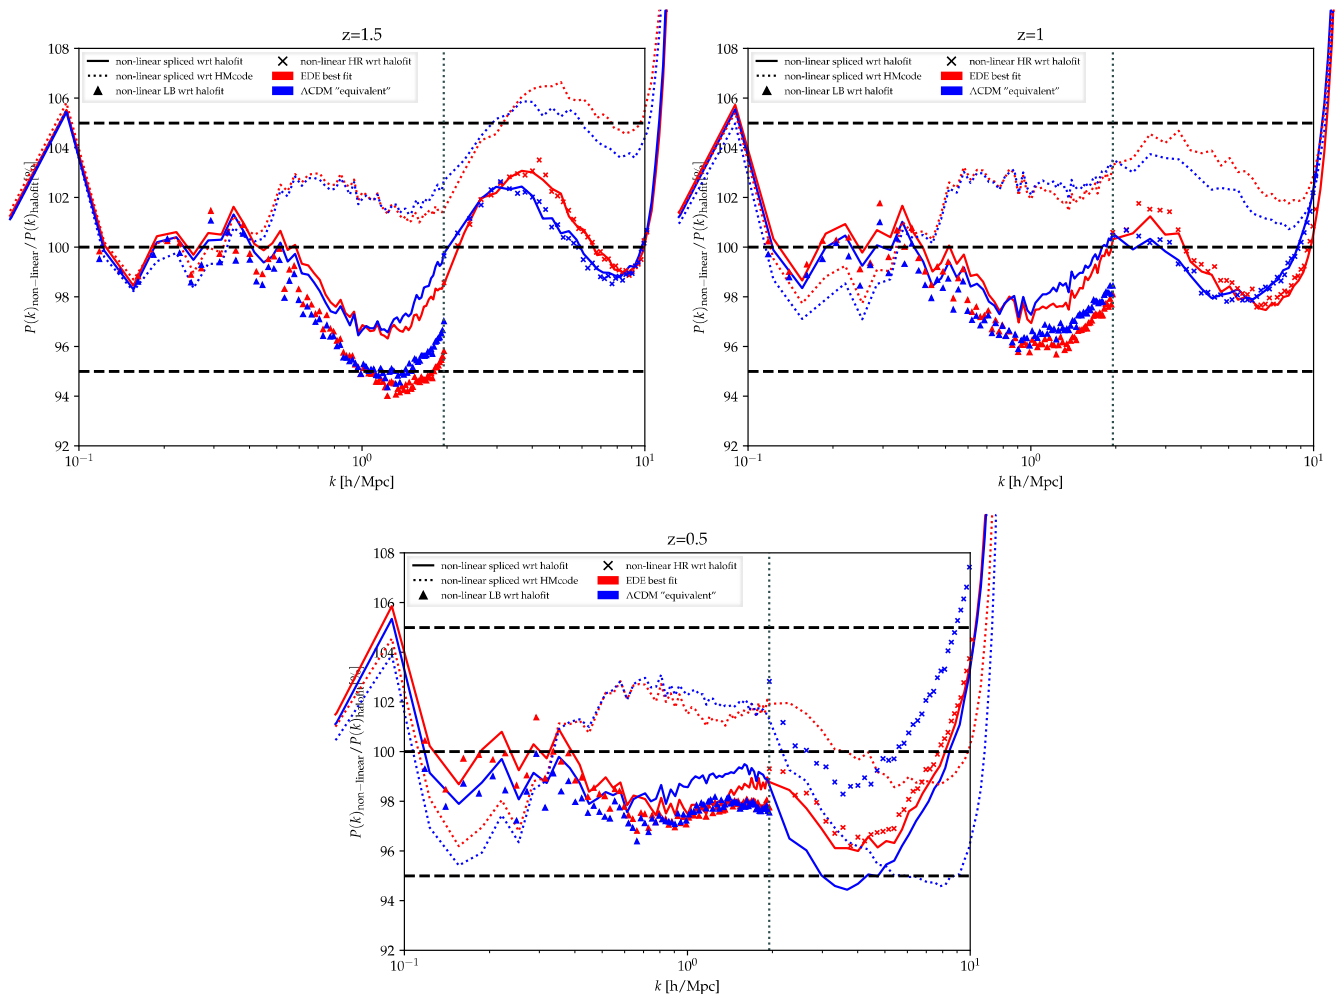 z=1.5
108
106
104
102
100
98
96
94
92
P(k)non−linear/P(k)halofit[%]
non-linear spliced wrt halofit
non-linear spliced wrt HMcode
non-linear LB wrt halofit
non-linear HR wrt halofit
EDE best fit
ΛCDM "equivalent"
10⁻¹
10⁰
10¹
k [h/Mpc]
z=1
108
106
104
102
100
98
96
94
92
P(k)non−linear/P(k)halofit[%]
non-linear spliced wrt halofit
non-linear spliced wrt HMcode
non-linear LB wrt halofit
non-linear HR wrt halofit
EDE best fit
ΛCDM "equivalent"
10⁻¹
10⁰
10¹
k [h/Mpc]
z=0.5
108
106
104
102
100
98
96
94
92
P(k)non−linear/P(k)halofit[%]
non-linear spliced wrt halofit
non-linear spliced wrt HMcode
non-linear LB wrt halofit
non-linear HR wrt halofit
EDE best fit
ΛCDM "equivalent"
10⁻¹
10⁰
10¹
k [h/Mpc]